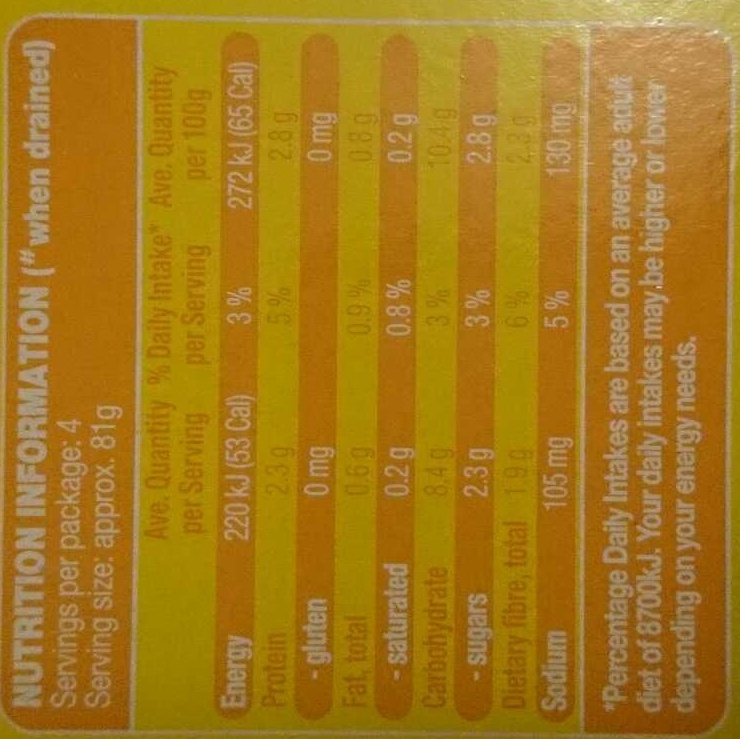 NUTRITION INFORMATION (#when drained)
Servings per package: 4
Serving size: approx. 81g
Ave. Quantity % Daily Intake* Ave. Quantity
per Serving per Serving per 100g
Energy 220 kJ (53 Cal) 3 % 272 kJ (65 Cal)
Protein 2.3 g 5 % 2.8 g
- gluten 0 mg 0 mg
Fat, total 0.6 g 0.9 % 0.8 g
- saturated 0.2 g 0.8 % 0.2 g
Carbohydrate 8.4 g 3 % 10.4 g
- sugars 2.3 g 3 % 2.8 g
Dietary fibre, total 1.9 g 6 % 2.3 g
Sodium 105 mg 5 % 130 mg
*Percentage Daily Intakes are based on an average adult
diet of 8700kJ. Your daily intakes may be higher or lower
depending on your energy needs.